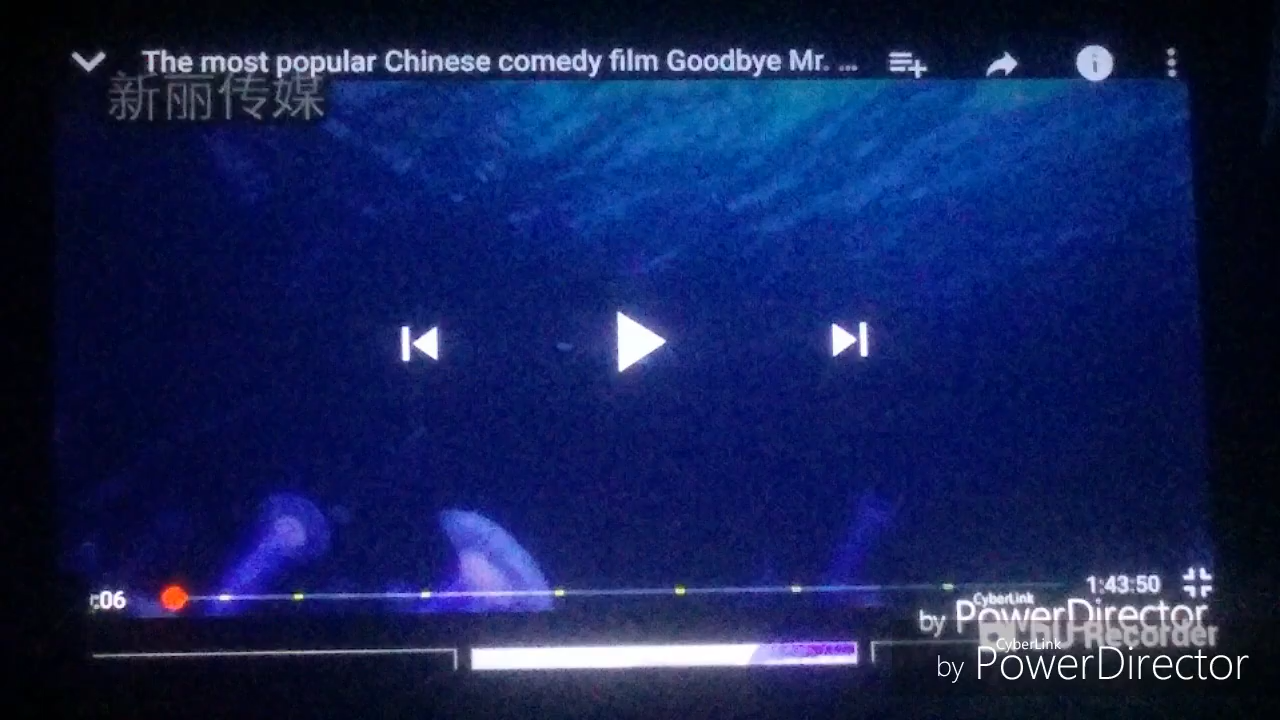 The most popular Chinese comedy film Goodbye Mr. ...
新丽传媒
:06
1:43:50
CyberLink
by PowerDirector
Recorder
CyberLink
by PowerDirector